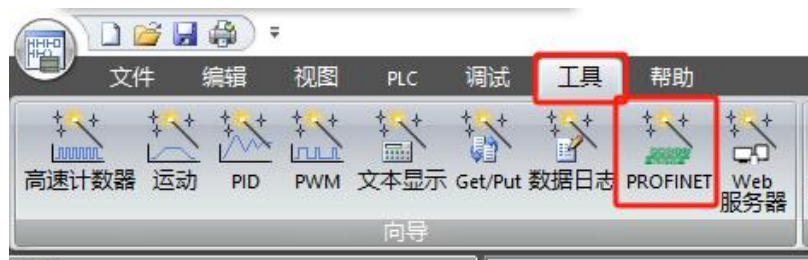 文件 编辑 视图 PLC 调试 工具 帮助
高速计数器 运动 PID PWM 文本显示 Get/Put 数据日志 PROFINET Web
服务器
向导